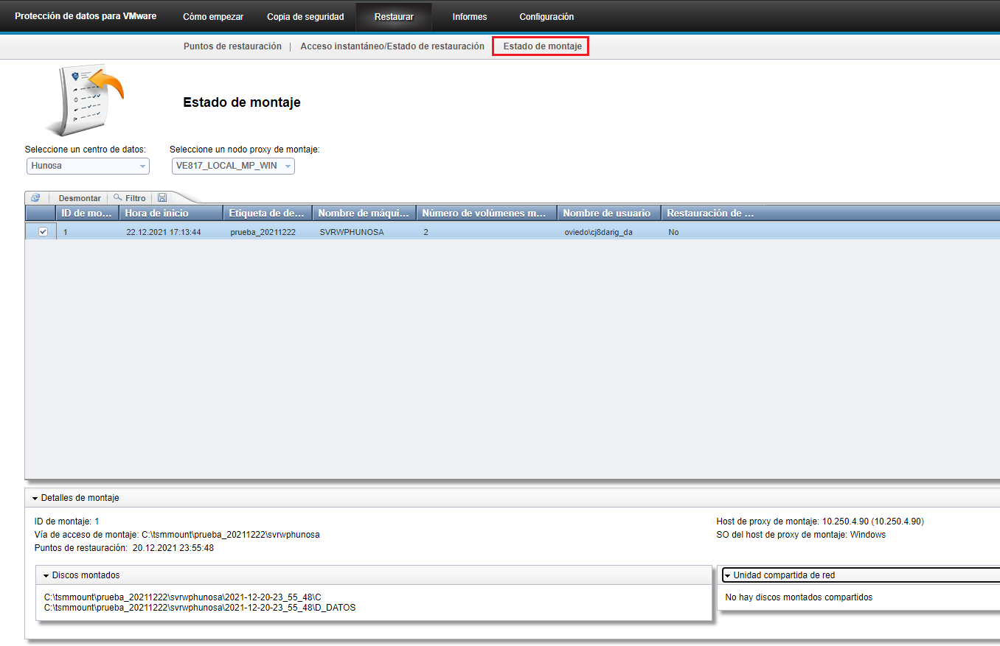 Protección de datos para VMware Cómo empezar Copia de seguridad Restaurar Informes Configuración
Puntos de restauración | Acceso instantáneo/Estado de restauración Estado de montaje
Estado de montaje
Seleccione un centro de datos: Seleccione un nodo proxy de montaje:
Hunosa VE817_LOCAL_MP_WIN
Desmontar Filtro
ID de mo... Hora de inicio Etiqueta de de... Nombre de máqui... Número de volúmenes m... Nombre de usuario Restauración de ...
1 22.12.2021 17:13:44 prueba_20211222 SVRWPHUNOSA 2 oviedo\cj8darig_da No
Detalles de montaje
ID de montaje: 1 Host de proxy de montaje: 10.250.4.90 (10.250.4.90)
Vía de acceso de montaje: C:\tsmmount\prueba_20211222\svrwphunosa SO del host de proxy de montaje: Windows
Puntos de restauración: 20.12.2021 23:55:48
Discos montados Unidad compartida de red
C:\tsmmount\prueba_20211222\svrwphunosa\2021-12-20-23_55_48\C No hay discos montados compartidos
C:\tsmmount\prueba_20211222\svrwphunosa\2021-12-20-23_55_48\D_DATOS